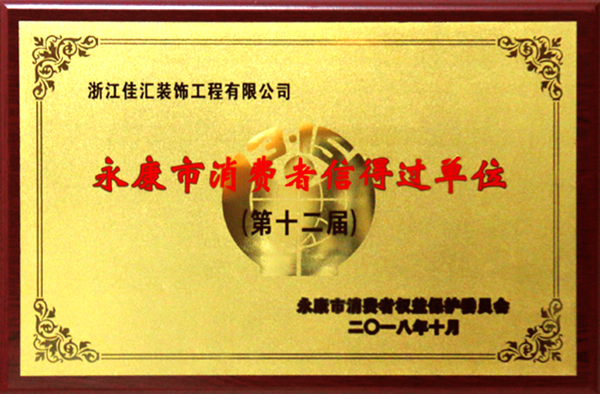 浙江佳汇装饰工程有限公司
永康市消费者信得过单位
(第十二届)
永康市消费者权益保护委员会
二〇一八年十月